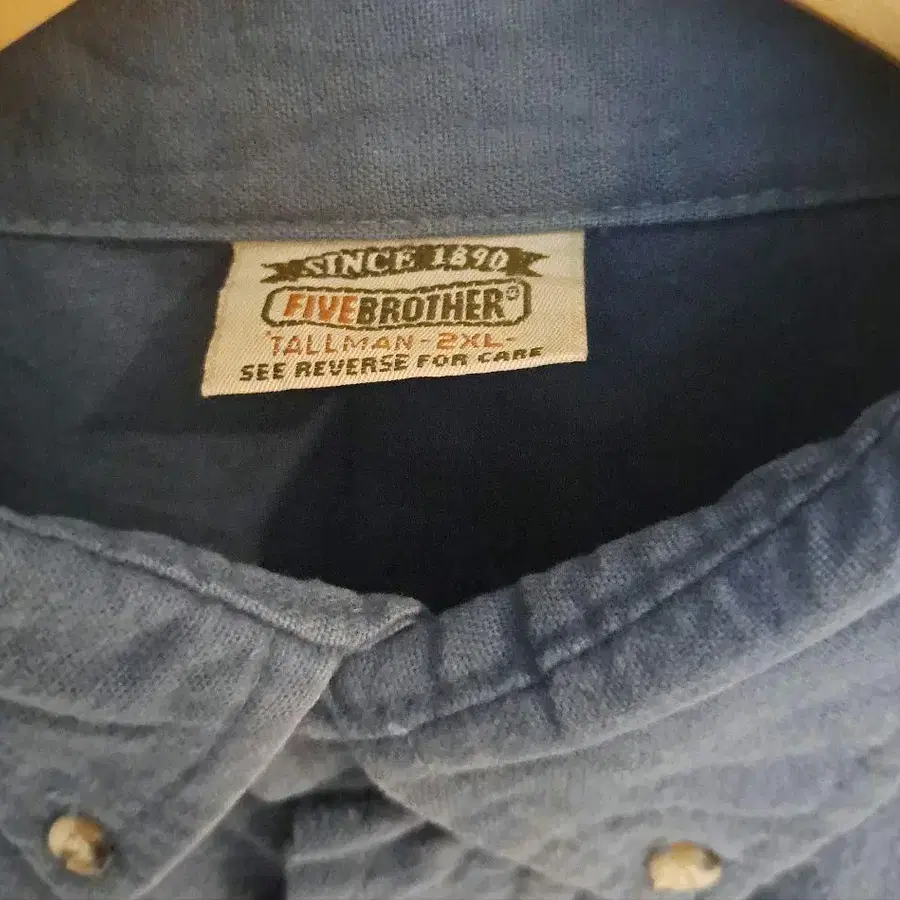 SINCE 1890
FIVEBROTHER®
TALLMAN -2XL-
SEE REVERSE FOR CARE